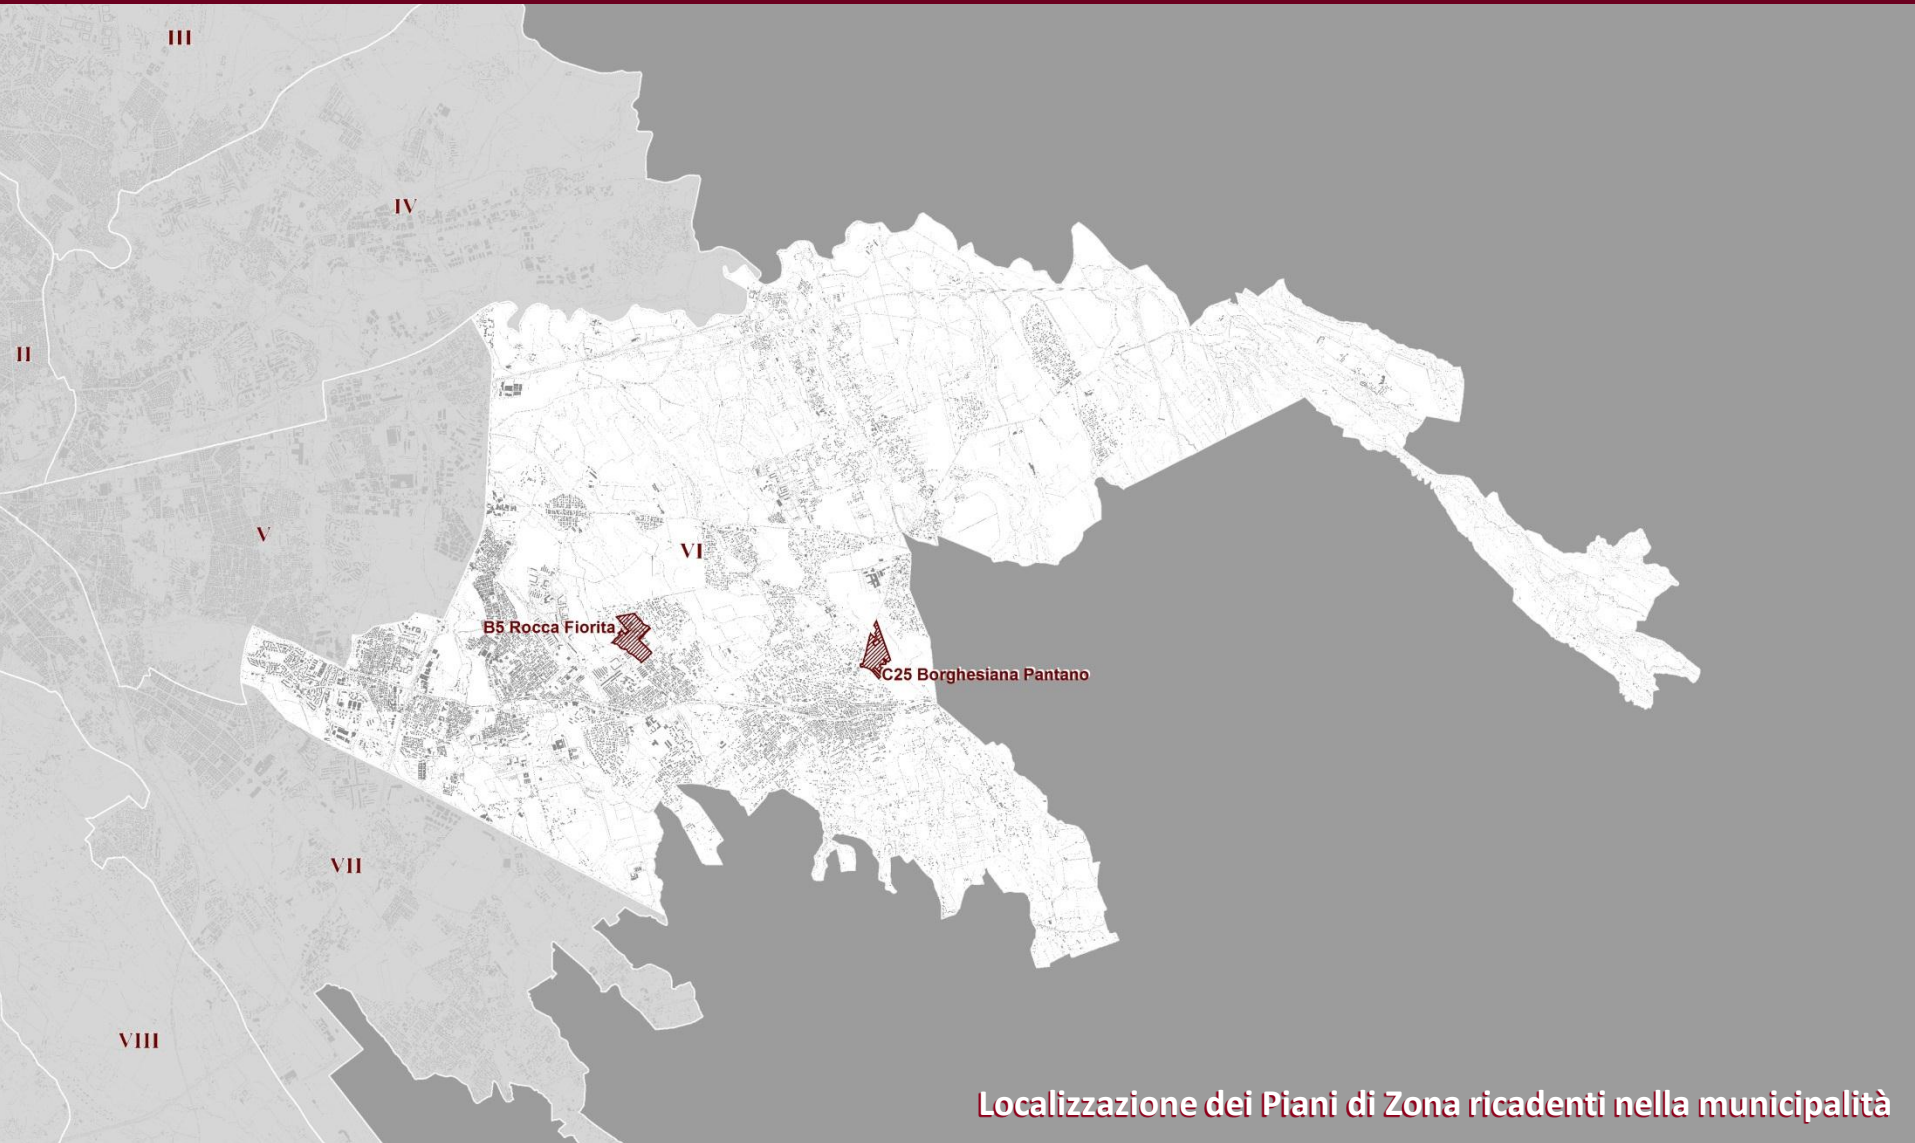 III
IV
II
V
VI
B5 Rocca Fiorita
C25 Borghesiana Pantano
VII
VIII
Localizzazione dei Piani di Zona ricadenti nella municipalità